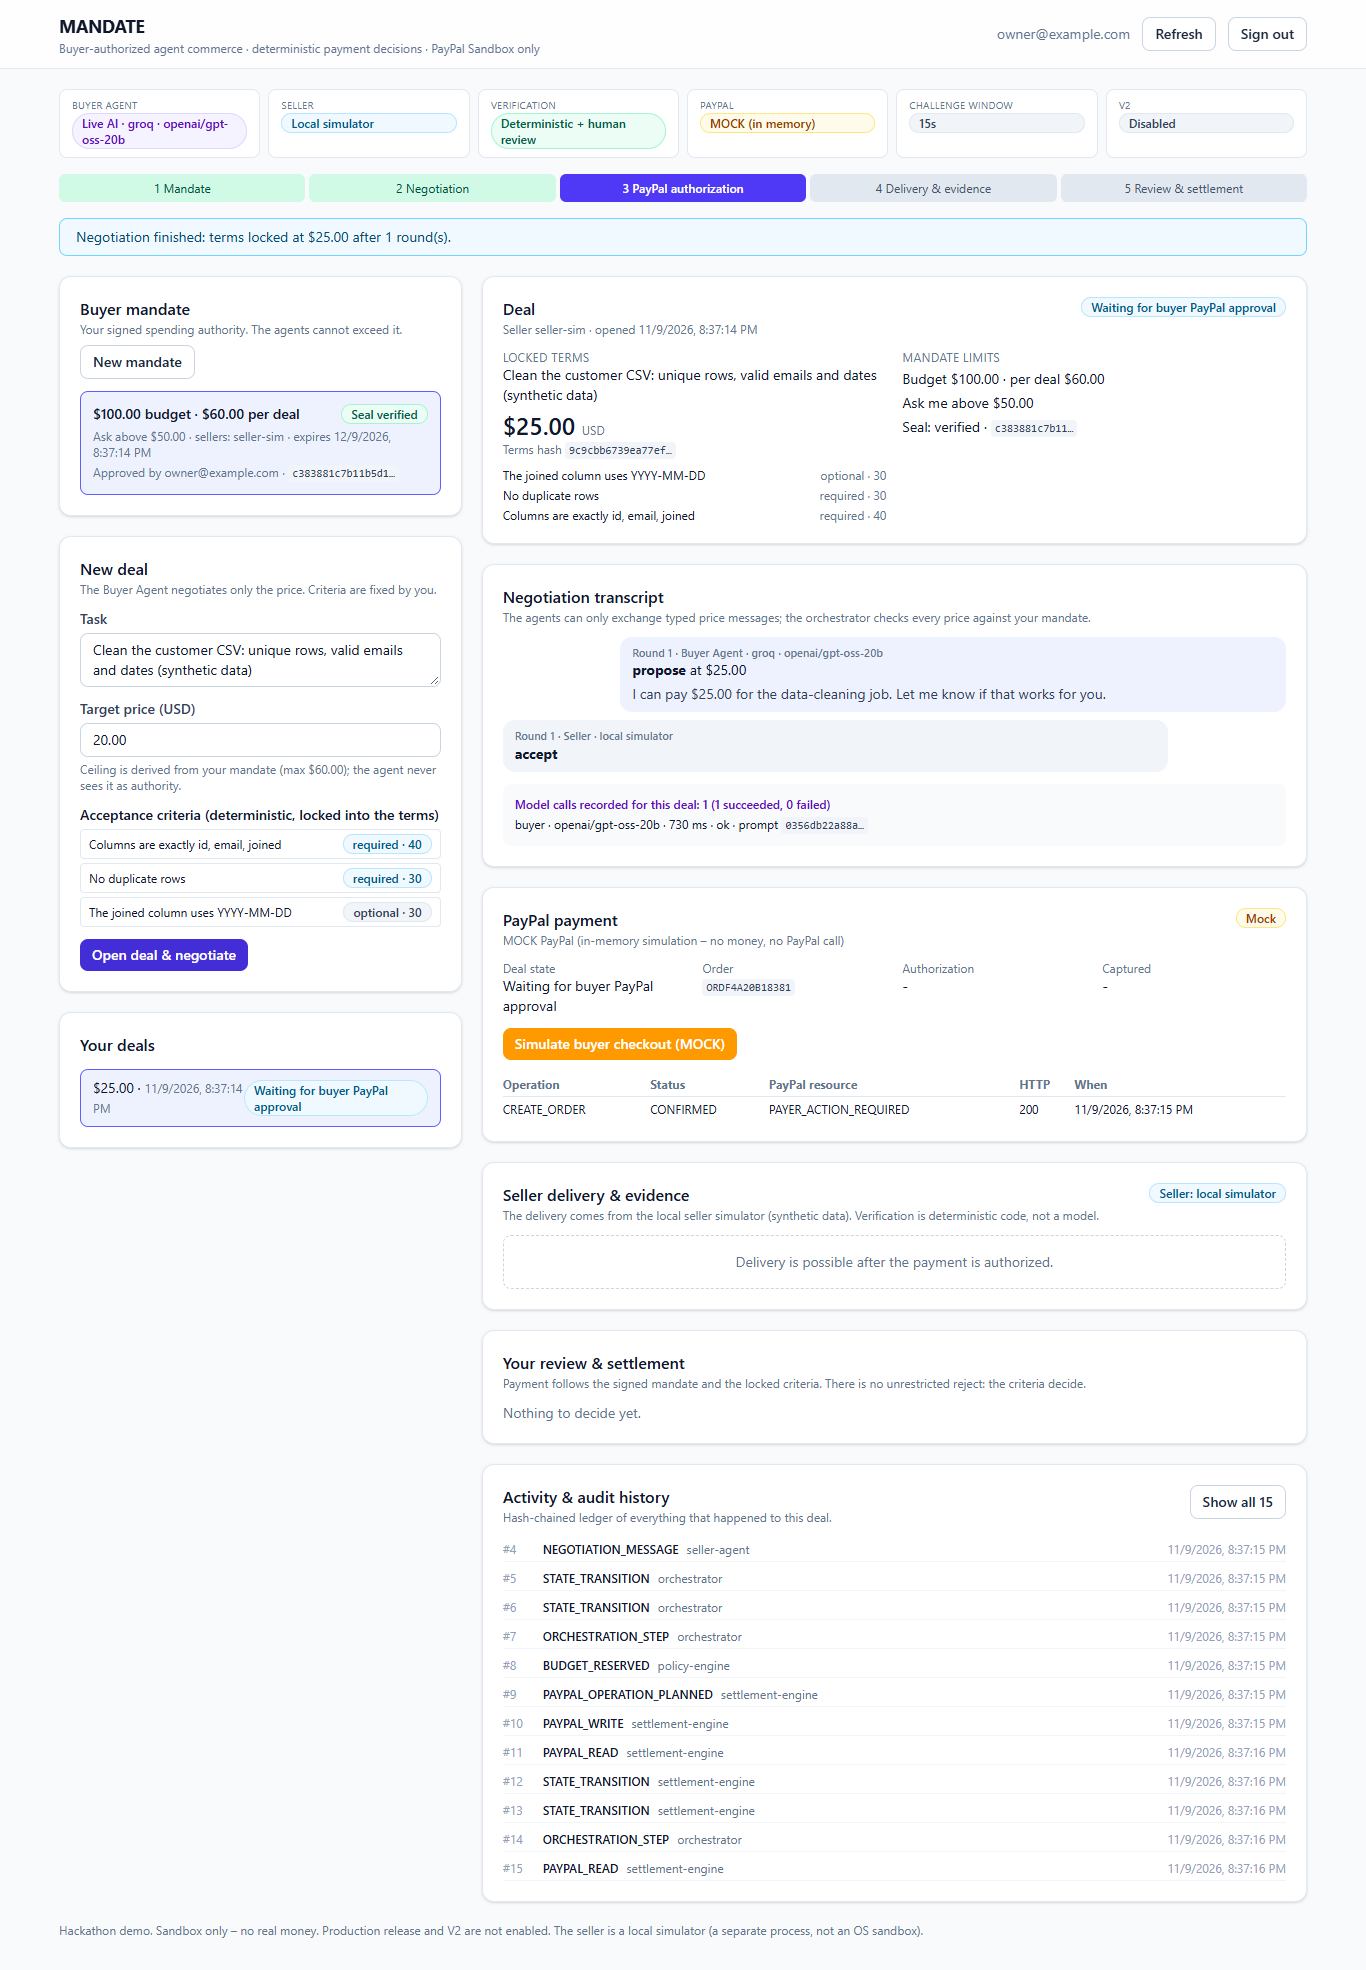 MANDATE
Buyer-authorized agent commerce · deterministic payment decisions · PayPal Sandbox only
owner@example.com
Refresh
Sign out
BUYER AGENT
Live AI · groq · openai/gpt-
oss-20b
SELLER
Local simulator
VERIFICATION
Deterministic + human
review
PAYPAL
MOCK (in memory)
CHALLENGE WINDOW
15s
V2
Disabled
1 Mandate
2 Negotiation
3 PayPal authorization
4 Delivery & evidence
5 Review & settlement
Negotiation finished: terms locked at $25.00 after 1 round(s).
Buyer mandate
Your signed spending authority. The agents cannot exceed it.
New mandate
$100.00 budget · $60.00 per deal
Seal verified
Ask above $50.00 · sellers: seller-sim · expires 12/9/2026,
8:37:14 PM
Approved by owner@example.com · c383881c7b11b5d1…
New deal
The Buyer Agent negotiates only the price. Criteria are fixed by you.
Task
Clean the customer CSV: unique rows, valid emails
and dates (synthetic data)
Target price (USD)
20.00
Ceiling is derived from your mandate (max $60.00); the agent never
sees it as authority.
Acceptance criteria (deterministic, locked into the terms)
Columns are exactly id, email, joined
required · 40
No duplicate rows
required · 30
The joined column uses YYYY-MM-DD
optional · 30
Open deal & negotiate
Your deals
$25.00 · 11/9/2026, 8:37:14
PM
Waiting for buyer PayPal
approval
Deal
Seller seller-sim · opened 11/9/2026, 8:37:14 PM
Waiting for buyer PayPal approval
LOCKED TERMS
Clean the customer CSV: unique rows, valid emails and dates
(synthetic data)
$25.00 USD
Terms hash 9c9cbb6739ea77ef…
The joined column uses YYYY-MM-DD
optional · 30
No duplicate rows
required · 30
Columns are exactly id, email, joined
required · 40
MANDATE LIMITS
Budget $100.00 · per deal $60.00
Ask me above $50.00
Seal: verified · c383881c7b11…
Negotiation transcript
The agents can only exchange typed price messages; the orchestrator checks every price against your mandate.
Round 1 · Buyer Agent · groq · openai/gpt-oss-20b
propose at $25.00
I can pay $25.00 for the data-cleaning job. Let me know if that works for you.
Round 1 · Seller · local simulator
accept
Model calls recorded for this deal: 1 (1 succeeded, 0 failed)
buyer · openai/gpt-oss-20b · 730 ms · ok · prompt 0356db22a88a…
PayPal payment
MOCK PayPal (in-memory simulation – no money, no PayPal call)
Mock
Deal state
Waiting for buyer PayPal
approval
Order
ORDF4A20B18381
Authorization
-
Captured
-
Simulate buyer checkout (MOCK)
Operation Status PayPal resource HTTP When
CREATE_ORDER CONFIRMED PAYER_ACTION_REQUIRED 200 11/9/2026, 8:37:15 PM
Seller delivery & evidence
The delivery comes from the local seller simulator (synthetic data). Verification is deterministic code, not a model.
Seller: local simulator
Delivery is possible after the payment is authorized.
Your review & settlement
Payment follows the signed mandate and the locked criteria. There is no unrestricted reject: the criteria decide.
Nothing to decide yet.
Activity & audit history
Hash-chained ledger of everything that happened to this deal.
Show all 15
#4 NEGOTIATION_MESSAGE seller-agent 11/9/2026, 8:37:15 PM
#5 STATE_TRANSITION orchestrator 11/9/2026, 8:37:15 PM
#6 STATE_TRANSITION orchestrator 11/9/2026, 8:37:15 PM
#7 ORCHESTRATION_STEP orchestrator 11/9/2026, 8:37:15 PM
#8 BUDGET_RESERVED policy-engine 11/9/2026, 8:37:15 PM
#9 PAYPAL_OPERATION_PLANNED settlement-engine 11/9/2026, 8:37:15 PM
#10 PAYPAL_WRITE settlement-engine 11/9/2026, 8:37:15 PM
#11 PAYPAL_READ settlement-engine 11/9/2026, 8:37:16 PM
#12 STATE_TRANSITION settlement-engine 11/9/2026, 8:37:16 PM
#13 STATE_TRANSITION settlement-engine 11/9/2026, 8:37:16 PM
#14 ORCHESTRATION_STEP orchestrator 11/9/2026, 8:37:16 PM
#15 PAYPAL_READ settlement-engine 11/9/2026, 8:37:16 PM
Hackathon demo. Sandbox only – no real money. Production release and V2 are not enabled. The seller is a local simulator (a separate process, not an OS sandbox).